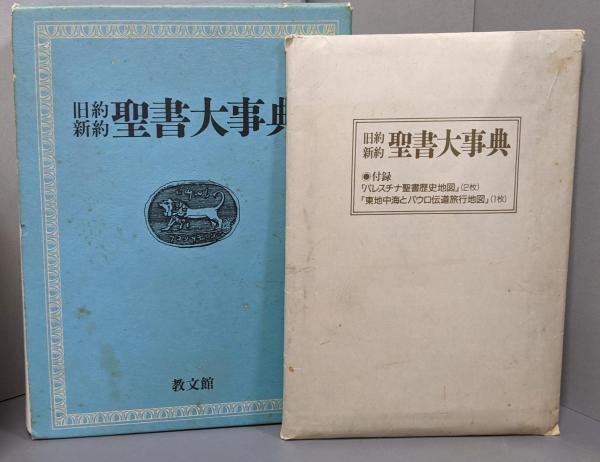 旧約
新約 聖書大事典
教文館
旧約
新約 聖書大事典
◉付録
『パレスチナ聖書歴史地図』(2枚)
『東地中海とパウロ伝道旅行地図』(1枚)